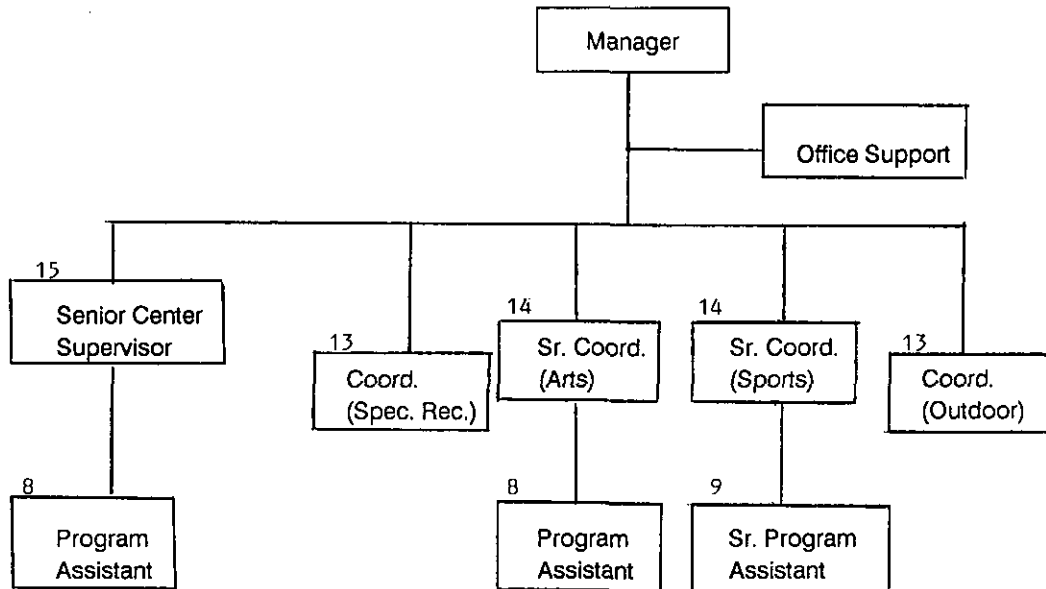 Manager
Office Support
15
Senior Center
Supervisor
13
Coord.
(Spec. Rec.)
14
Sr. Coord.
(Arts)
14
Sr. Coord.
(Sports)
13
Coord.
(Outdoor)
8
Program
Assistant
8
Program
Assistant
9
Sr. Program
Assistant